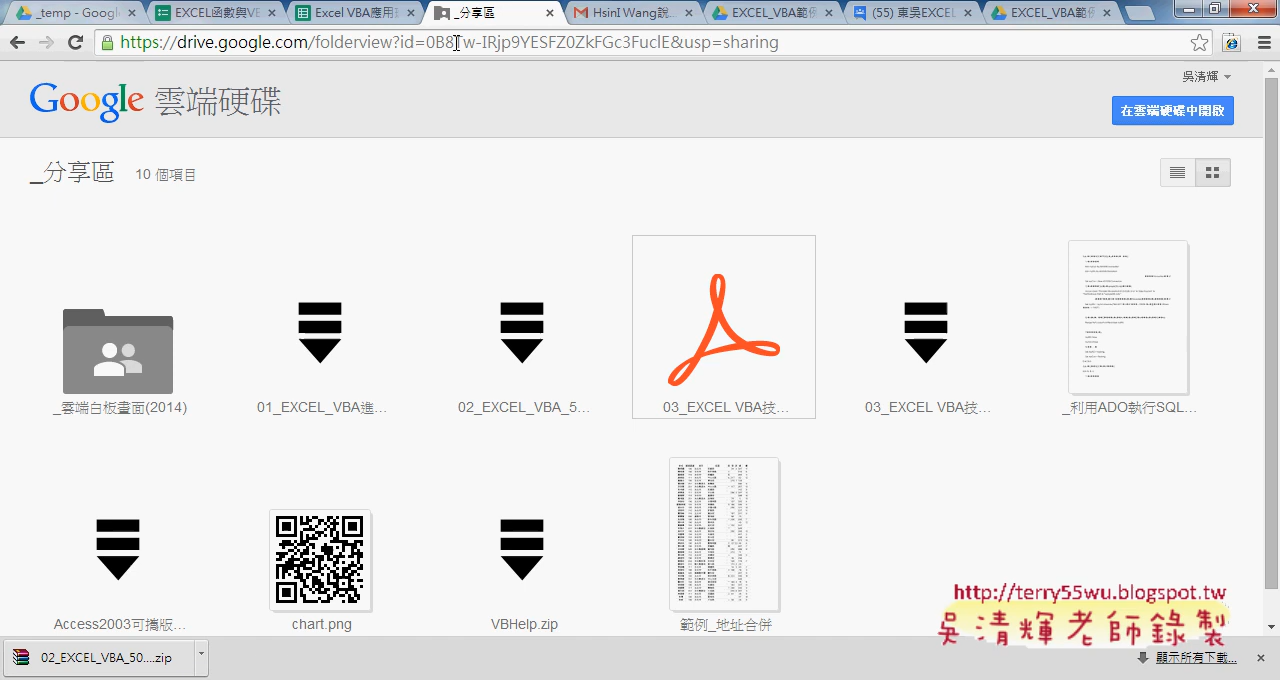 _temp - Googl
EXCEL函數與VB
Excel VBA應用
_分享區
HsinI Wang說
EXCEL_VBA範例
(55) 東吳EXCEL
EXCEL_VBA範例
https://drive.google.com/folderview?id=0B8Tw-IRjp9YESFZ0ZkFGc3FuclE&usp=sharing
吳清輝
Google 雲端硬碟
在雲端硬碟中開啟
_分享區 10 個項目
_雲端白板畫面(2014)
01_EXCEL_VBA進...
02_EXCEL_VBA_5...
03_EXCEL VBA技...
03_EXCEL VBA技...
_利用ADO執行SQL...
Access2003可攜版...
chart.png
VBHelp.zip
範例_地址合併
http://terry55wu.blogspot.tw
吳清輝老師錄製
02_EXCEL_VBA_50....zip
顯示所有下載...